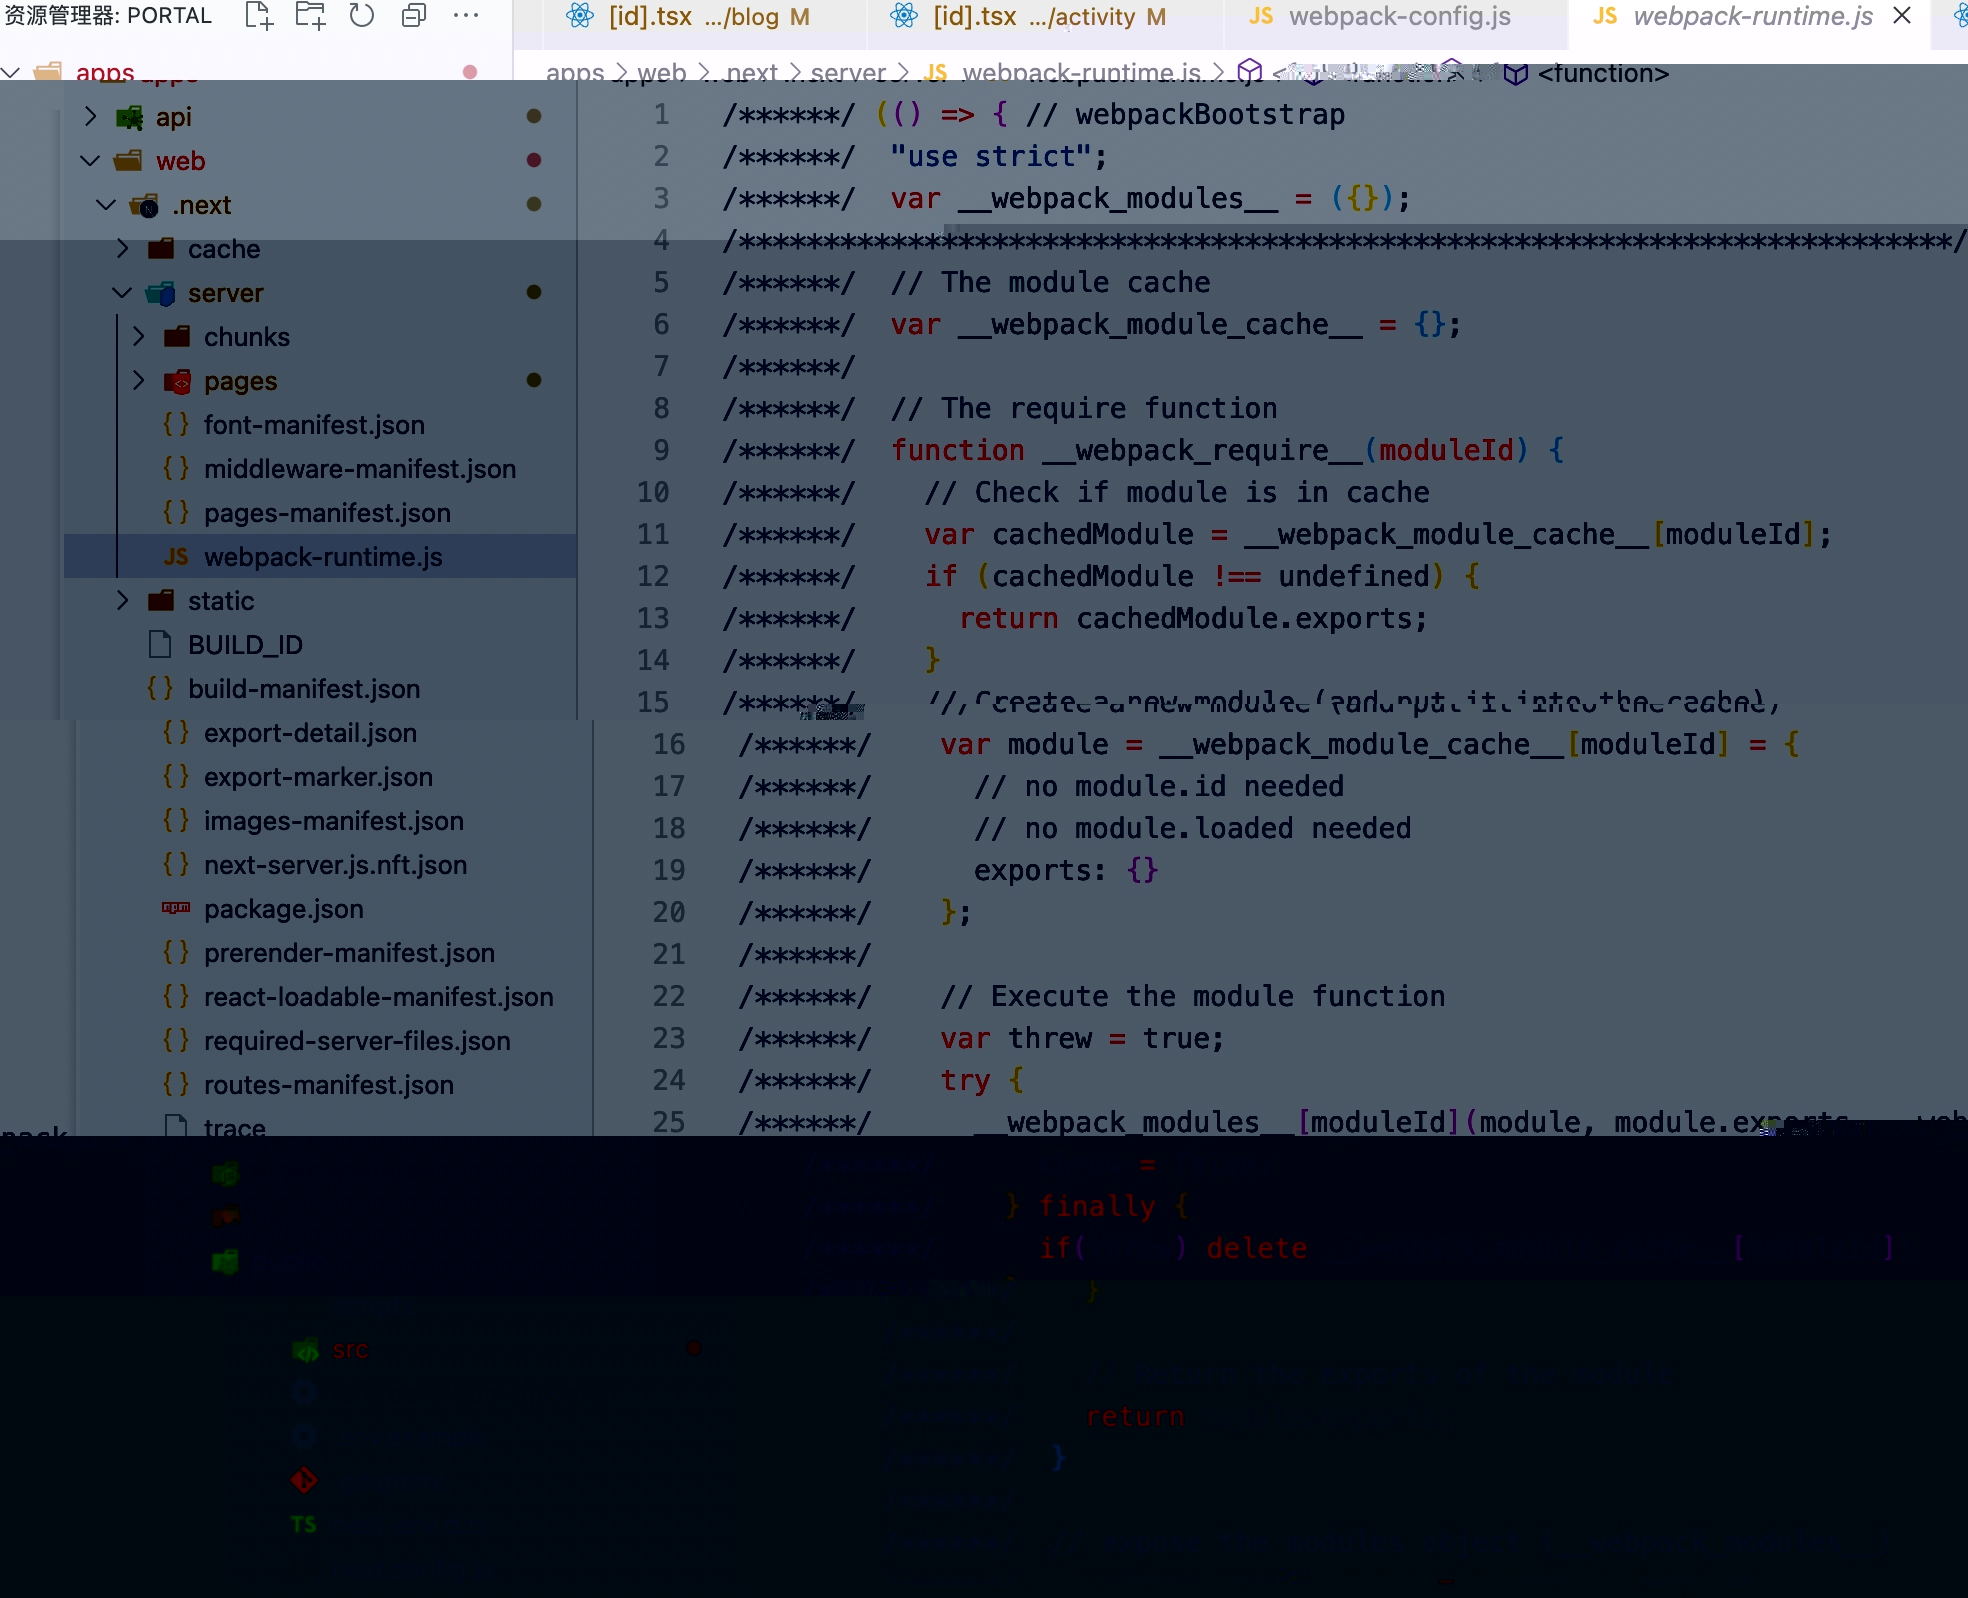 资源管理器: PORTAL
[id].tsx .../blog M
[id].tsx .../activity M
JS webpack-config.js
JS webpack-runtime.js
apps
apps > web > .next > server > JS webpack-runtime.js > <function>
api
web
.next
cache
server
chunks
pages
{} font-manifest.json
{} middleware-manifest.json
{} pages-manifest.json
JS webpack-runtime.js
static
BUILD_ID
{} build-manifest.json
{} export-detail.json
{} export-marker.json
{} images-manifest.json
{} next-server.js.nft.json
npm package.json
{} prerender-manifest.json
{} react-loadable-manifest.json
{} required-server-files.json
{} routes-manifest.json
trace
src
TS
1 /******/ (() => { // webpackBootstrap
2 /******/ "use strict";
3 /******/ var __webpack_modules__ = ({});
4 /************************************************************************/
5 /******/ // The module cache
6 /******/ var __webpack_module_cache__ = {};
7 /******/
8 /******/ // The require function
9 /******/ function __webpack_require__(moduleId) {
10 /******/ // Check if module is in cache
11 /******/ var cachedModule = __webpack_module_cache__[moduleId];
12 /******/ if (cachedModule !== undefined) {
13 /******/ return cachedModule.exports;
14 /******/ }
15 /******/ // Create a new module (and put it into the cache)
16 /******/ var module = __webpack_module_cache__[moduleId] = {
17 /******/ // no module.id needed
18 /******/ // no module.loaded needed
19 /******/ exports: {}
20 /******/ };
21 /******/
22 /******/ // Execute the module function
23 /******/ var threw = true;
24 /******/ try {
25 /******/ __webpack_modules__[moduleId](module, module.exports
=
} finally {
if( ) delete [ ]
}
return
}